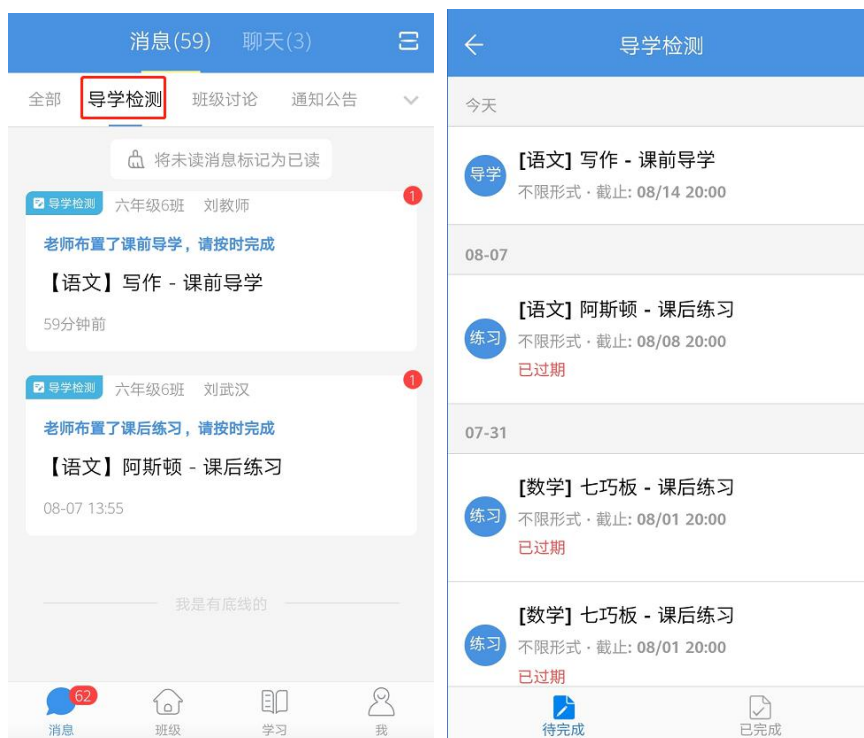 消息(59) 聊天(3)
全部 导学检测 班级讨论 通知公告
将未读消息标记为已读
导学检测 六年级6班 刘教师 1
老师布置了课前导学，请按时完成
【语文】写作 - 课前导学
59分钟前
导学检测 六年级6班 刘武汉 1
老师布置了课后练习，请按时完成
【语文】阿斯顿 - 课后练习
08-07 13:55
我是有底线的
62
消息 班级 学习 我
导学检测
今天
导学
[语文] 写作 - 课前导学
不限形式 · 截止: 08/14 20:00
08-07
练习
[语文] 阿斯顿 - 课后练习
不限形式 · 截止: 08/08 20:00
已过期
07-31
练习
[数学] 七巧板 - 课后练习
不限形式 · 截止: 08/01 20:00
已过期
练习
[数学] 七巧板 - 课后练习
不限形式 · 截止: 08/01 20:00
已过期
待完成 已完成